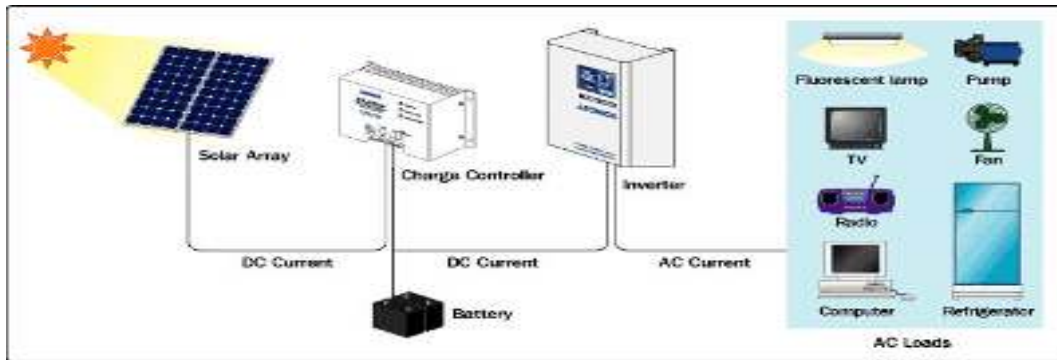 Fluorescent lamp
Pump
Solar Array
Charge Controller
Inverter
TV
Fan
Radio
DC Current
DC Current
AC Current
Battery
Computer
Refrigerator
AC Loads